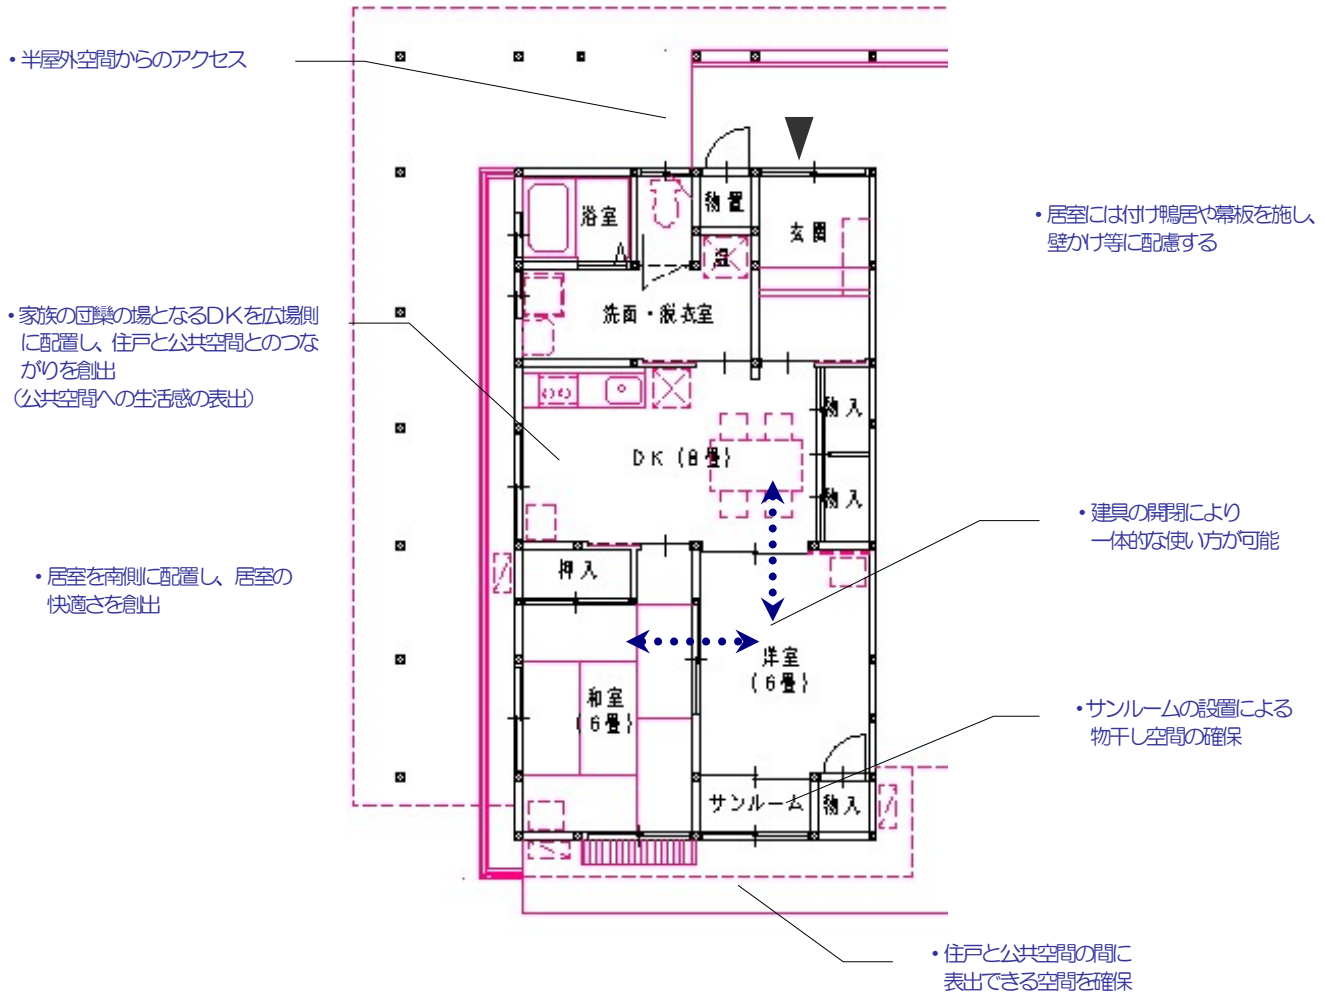 ・半屋外空間からのアクセス
・居室には付け鴨居や幕板を施し、
壁かけ等に配慮する
・家族の団欒の場となるDKを広場側
に配置し、住戸と公共空間とのつな
がりを創出
（公共空間への生活感の表出）
・建具の開閉により
一体的な使い方が可能
・居室を南側に配置し、居室の
快適さを創出
・サンルームの設置による
物干し空間の確保
・住戸と公共空間の間に
表出できる空間を確保
浴室
物置
玄関
洗面・脱衣室
物入
DK(8畳)
物入
押入
洋室
(6畳)
和室
(6畳)
サンルーム
物入